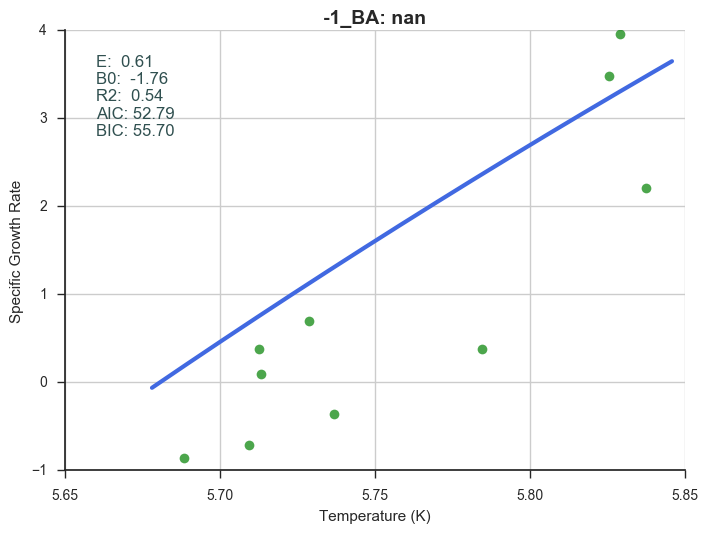 -1_BA: nan
E:  0.61
B0:  -1.76
R2:  0.54
AIC: 52.79
BIC: 55.70
4
3
2
1
0
−1
Specific Growth Rate
5.65 5.70 5.75 5.80 5.85
Temperature (K)